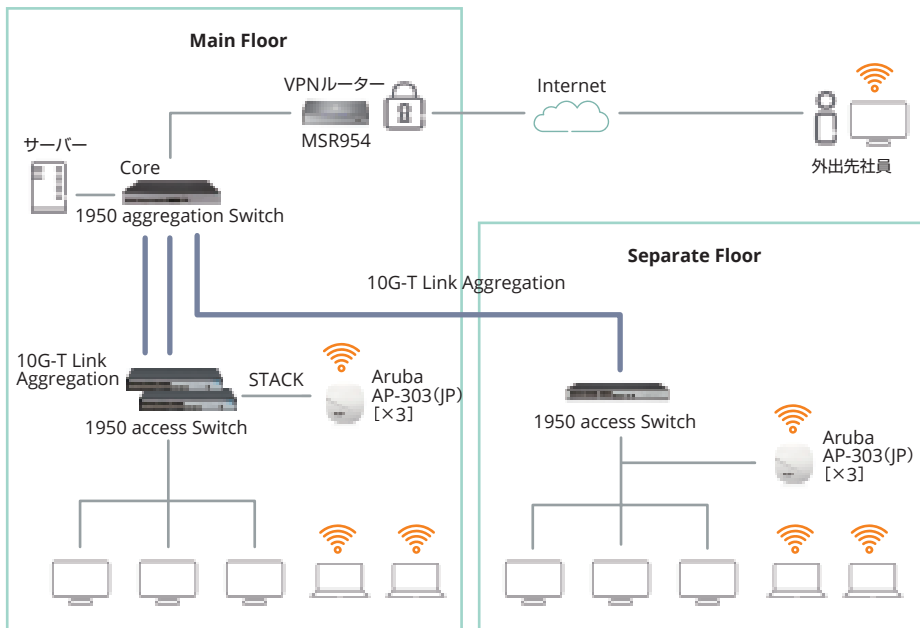 Main Floor
VPNルーター
MSR954
Internet
外出先社員
サーバー
Core
1950 aggregation Switch
Separate Floor
10G-T Link Aggregation
10G-T Link
Aggregation
STACK
Aruba
AP-303(JP)
[×3]
1950 access Switch
1950 access Switch
Aruba
AP-303(JP)
[×3]